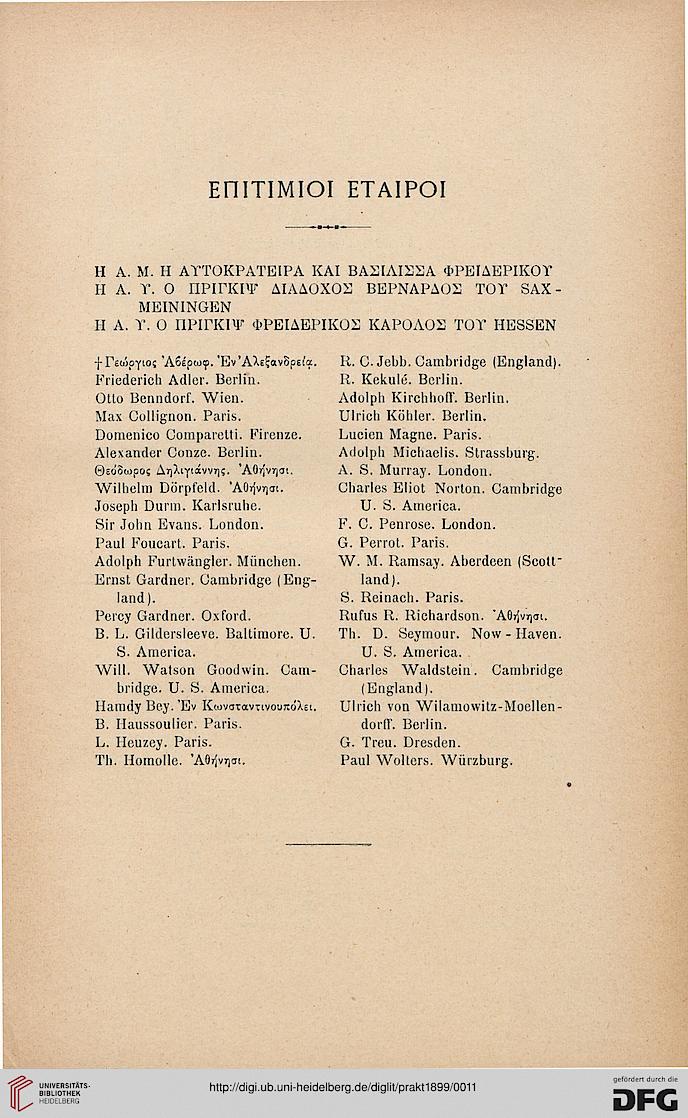 ΕΠΙΤΙΜΙΟΙ ΕΤΑΙΡΟΙ
Η Α. Μ. Η ΑΥΤΟΚΡΑΤΕΙΡΑ ΚΑΙ ΒΑΣΙΛΙΣΣΑ ΦΡΕΙΔΕΡΙΚΟΥ
Η Α. Υ. Ο ΠΡΙΓΚΙΨ ΔΙΑΔΟΧΟΣ ΒΕΡΝΑΡΔΟΣ ΤΟΥ SAX-
MEININGEN
Η Α. Υ. Ο ΠΡΙΓΚΙΨ ΦΡΕΙΔΕΡΙΚΟΣ ΚΑΡΟΛΟΣ ΤΟΥ HESSEN
† Γεώργιος Ἀβέρωφ. Ἐν Ἀλεξανδρείᾳ.
Friederich Adler. Berlin.
Otto Benndorf. Wien.
Max Collignon. Paris.
Domenico Comparetti. Firenze.
Alexander Conze. Berlin.
Θεόδωρος Δηλιγιάννης. Ἀθήνησι.
Wilhelm Dörpfeld. Ἀθήνησι.
Joseph Durm. Karlsruhe.
Sir John Evans. London.
Paul Foucart. Paris.
Adolph Furtwängler. München.
Ernst Gardner. Cambridge (Eng-
land).
Percy Gardner. Oxford.
B. L. Gildersleeve. Baltimore. U.
S. America.
Will. Watson Goodwin. Cam-
bridge. U. S. America.
Hamdy Bey. Ἐν Κωνσταντινουπόλει.
B. Haussoulier. Paris.
L. Heuzey. Paris.
Th. Homolle. Ἀθήνησι.
R. C. Jebb. Cambridge (England).
R. Kekulé. Berlin.
Adolph Kirchhoff. Berlin.
Ulrich Köhler. Berlin.
Lucien Magne. Paris.
Adolph Michaelis. Strassburg.
A. S. Murray. London.
Charles Eliot Norton. Cambridge
U. S. America.
F. C. Penrose. London.
G. Perrot. Paris.
W. M. Ramsay. Aberdeen (Scott-
land).
S. Reinach. Paris.
Rufus R. Richardson. Ἀθήνησι.
Th. D. Seymour. Now-Haven.
U. S. America.
Charles Waldstein. Cambridge
(England).
Ulrich von Wilamowitz-Moellen-
dorff. Berlin.
G. Treu. Dresden.
Paul Wolters. Würzburg.
UNIVERSITÄTS-
BIBLIOTHEK
HEIDELBERG
http://digi.ub.uni-heidelberg.de/diglit/prakt1899/0011
gefördert durch die
DFG